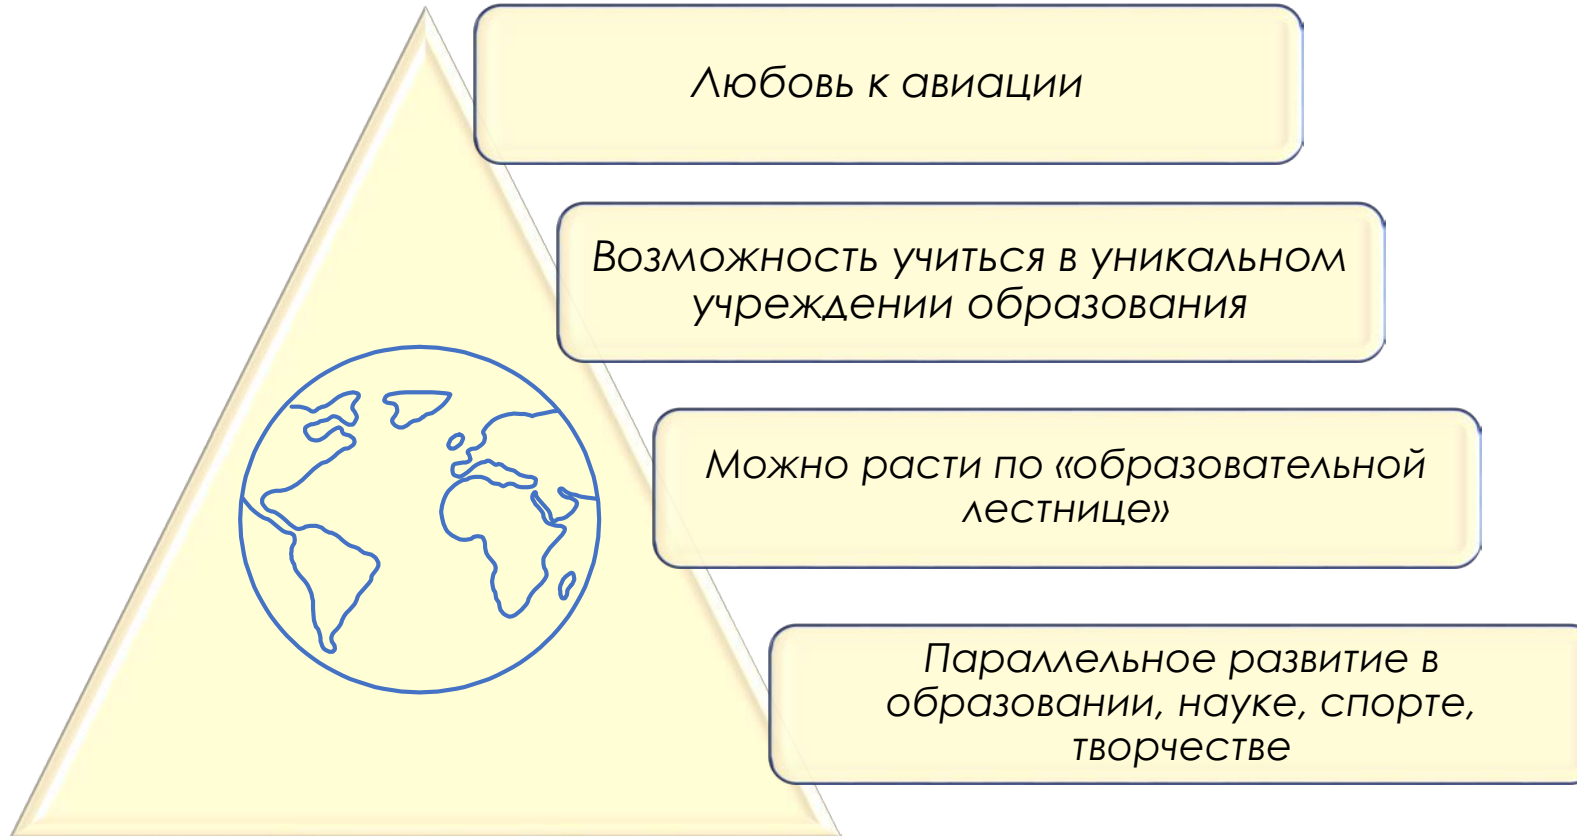 Любовь к авиации
Возможность учиться в уникальном
учреждении образования
Можно расти по «образовательной
лестнице»
Параллельное развитие в
образовании, науке, спорте,
творчестве